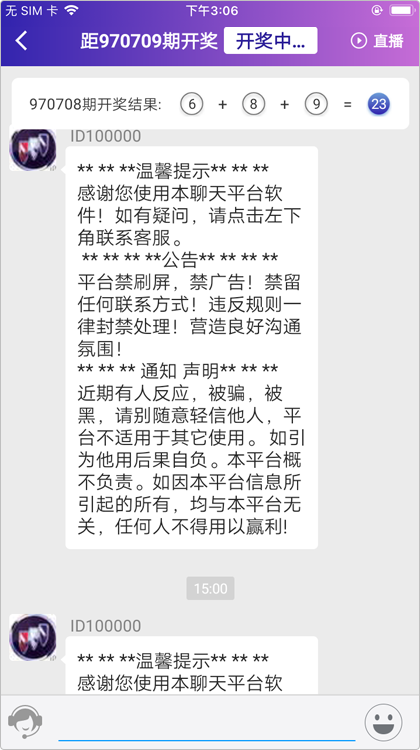 无 SIM 卡 下午3:06
距970709期开奖 开奖中... 直播
970708期开奖结果: 6 + 8 + 9 = 23
ID100000
** ** **温馨提示** ** **
感谢您使用本聊天平台软
件！如有疑问，请点击左下
角联系客服。
** ** ** **公告** ** ** **
平台禁刷屏，禁广告！禁留
任何联系方式！违反规则一
律封禁处理！营造良好沟通
氛围！
** ** ** 通知 声明** ** **
近期有人反应，被骗，被
黑，请别随意轻信他人，平
台不适用于其它使用。如引
为他用后果自负。本平台概
不负责。如因本平台信息所
引起的所有，均与本平台无
关，任何人不得用以赢利!
15:00
ID100000
** ** **温馨提示** ** **
感谢您使用本聊天平台软